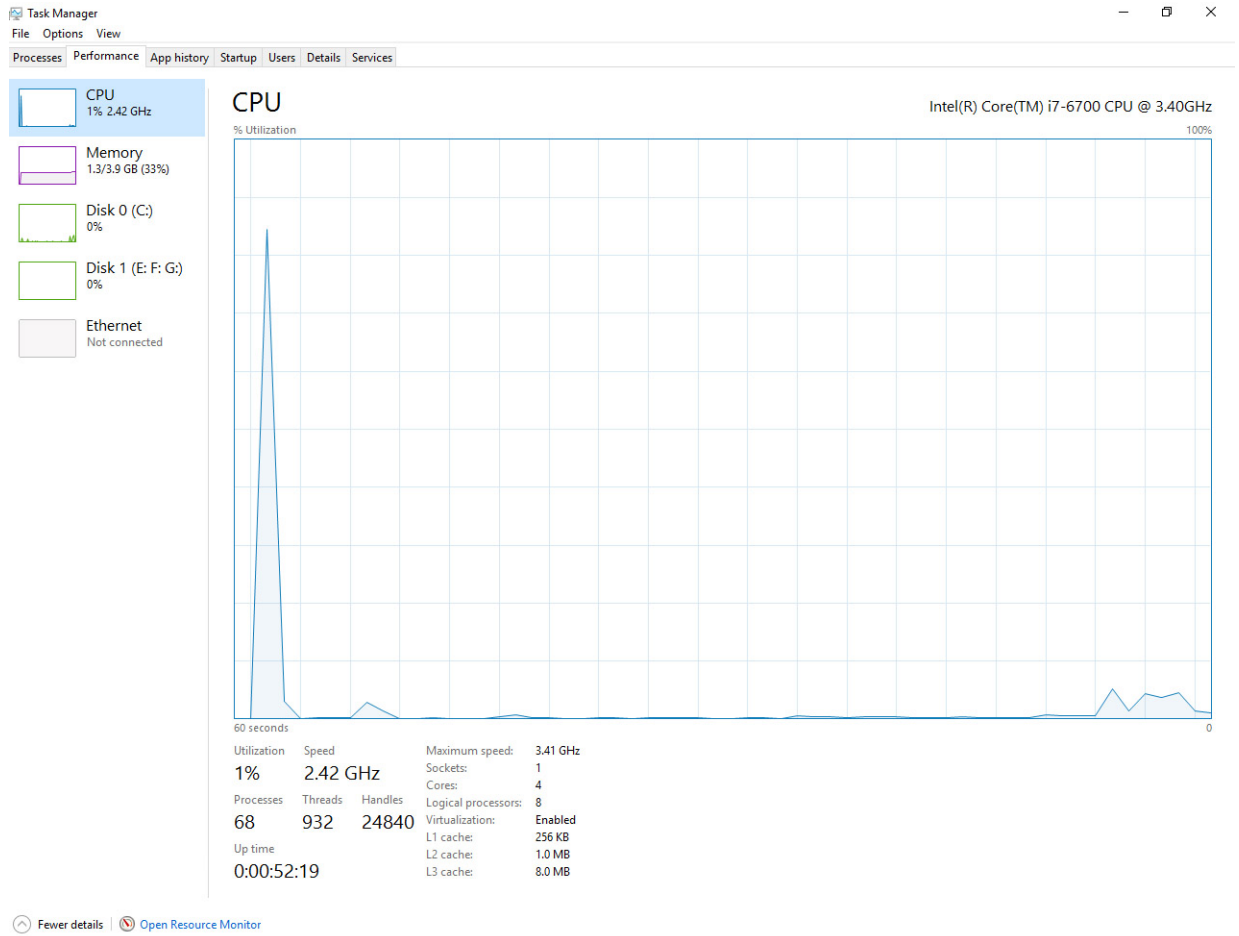 Task Manager
File Options View
Processes Performance App history Startup Users Details Services
CPU
1% 2.42 GHz
Memory
1.3/3.9 GB (33%)
Disk 0 (C:)
0%
Disk 1 (E: F: G:)
0%
Ethernet
Not connected
CPU
Intel(R) Core(TM) i7-6700 CPU @ 3.40GHz
% Utilization 100%
60 seconds 0
Utilization Speed
1% 2.42 GHz
Processes Threads Handles
68 932 24840
Up time
0:00:52:19
Maximum speed: 3.41 GHz
Sockets: 1
Cores: 4
Logical processors: 8
Virtualization: Enabled
L1 cache: 256 KB
L2 cache: 1.0 MB
L3 cache: 8.0 MB
Fewer details Open Resource Monitor